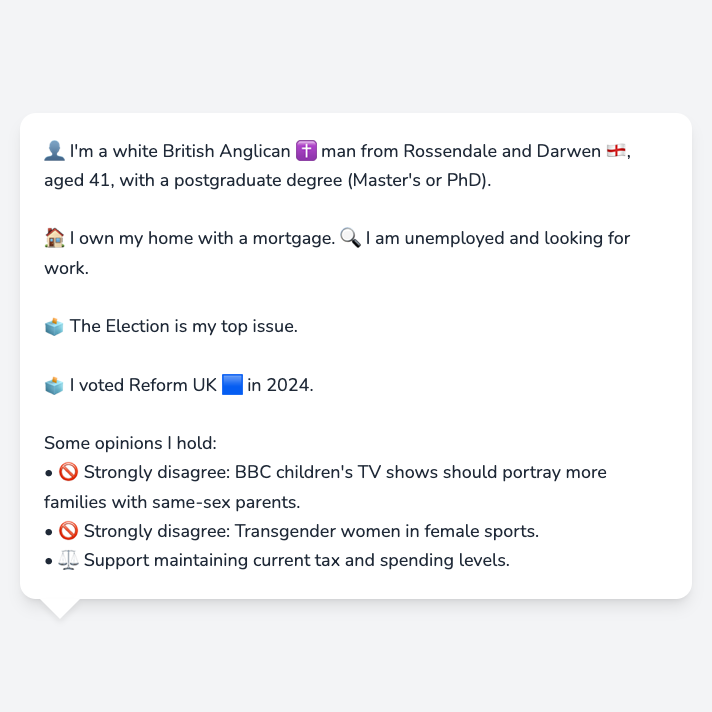 👤 I'm a white British Anglican ✝️ man from Rossendale and Darwen 🏴󠁧󠁢󠁥󠁮󠁧󠁿,
aged 41, with a postgraduate degree (Master's or PhD).
🏠 I own my home with a mortgage. 🔍 I am unemployed and looking for
work.
🗳️ The Election is my top issue.
🗳️ I voted Reform UK 🟦 in 2024.
Some opinions I hold:
• 🚫 Strongly disagree: BBC children's TV shows should portray more
families with same-sex parents.
• 🚫 Strongly disagree: Transgender women in female sports.
• ⚖️ Support maintaining current tax and spending levels.